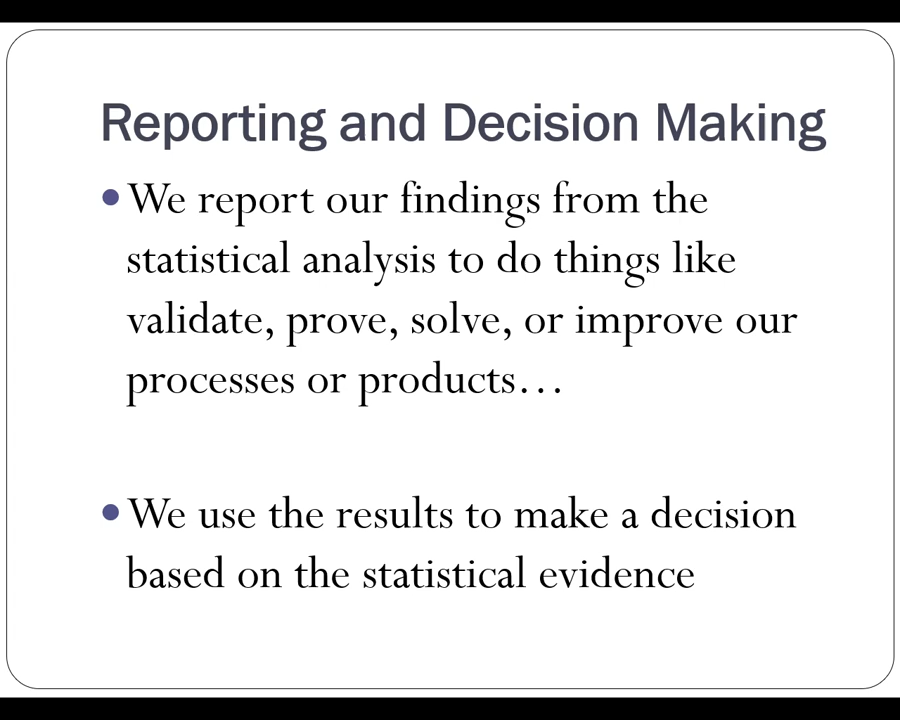 Reporting and Decision Making
• We report our findings from the
statistical analysis to do things like
validate, prove, solve, or improve our
processes or products…
• We use the results to make a decision
based on the statistical evidence